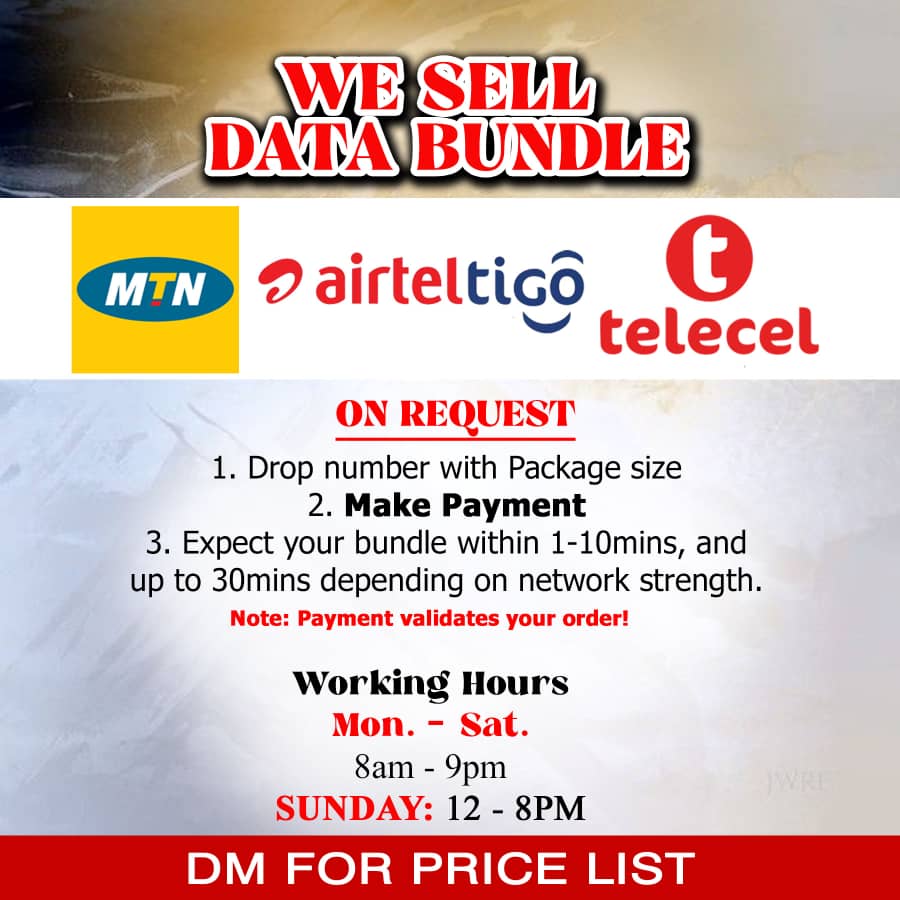 WE SELL
DATA BUNDLE
MTN
airteltigo
t
telecel
ON REQUEST
1. Drop number with Package size
2. Make Payment
3. Expect your bundle within 1-10mins, and
up to 30mins depending on network strength.
Note: Payment validates your order!
Working Hours
Mon. - Sat.
8am - 9pm
SUNDAY: 12 - 8PM
JWRE
DM FOR PRICE LIST